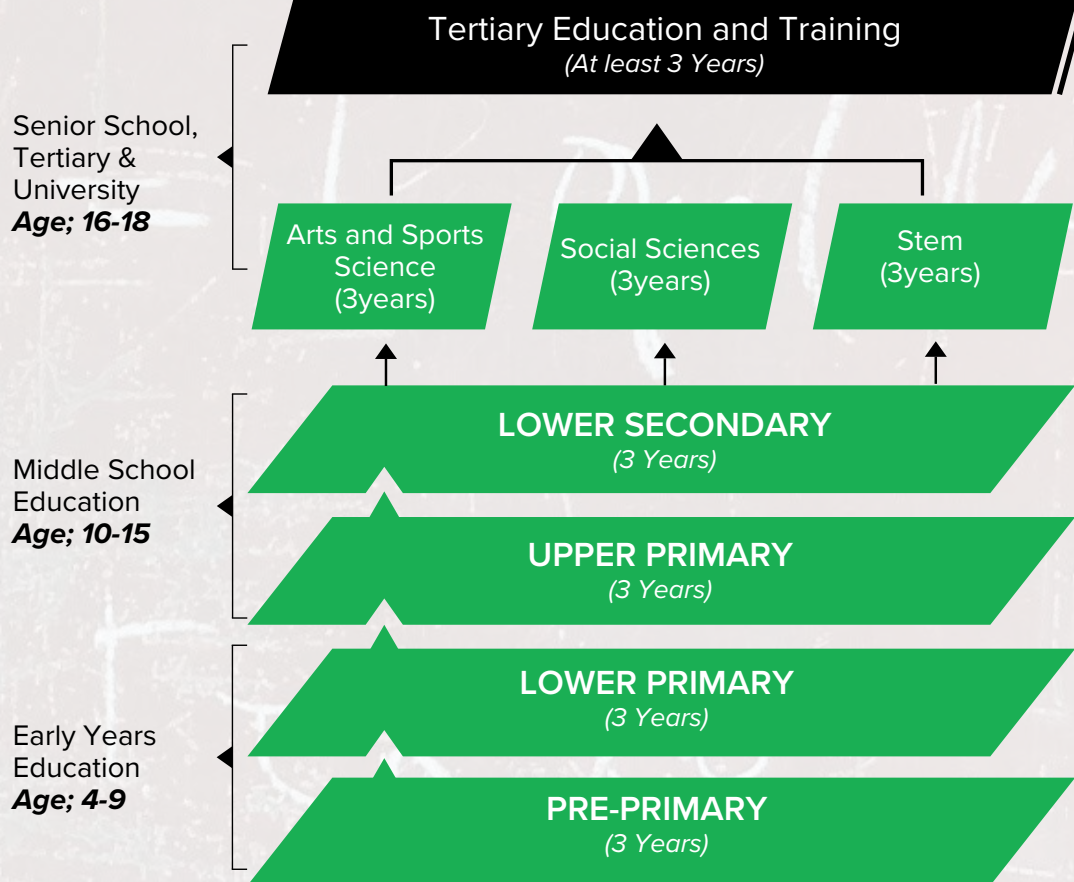 Tertiary Education and Training
(At least 3 Years)
Senior School,
Tertiary &
University
Age; 16-18
Arts and Sports
Science
(3years)
Social Sciences
(3years)
Stem
(3years)
LOWER SECONDARY
(3 Years)
Middle School
Education
Age; 10-15
UPPER PRIMARY
(3 Years)
LOWER PRIMARY
(3 Years)
Early Years
Education
Age; 4-9
PRE-PRIMARY
(3 Years)